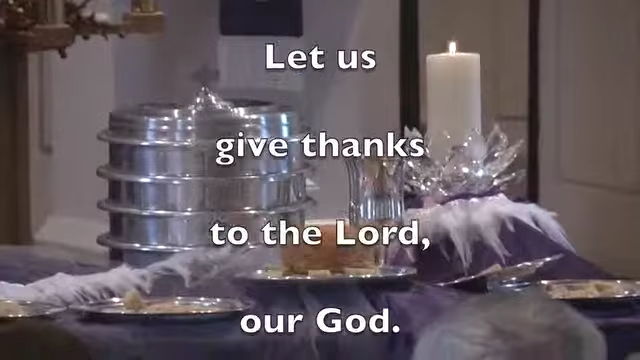 Let us
give thanks
to the Lord,
our God.